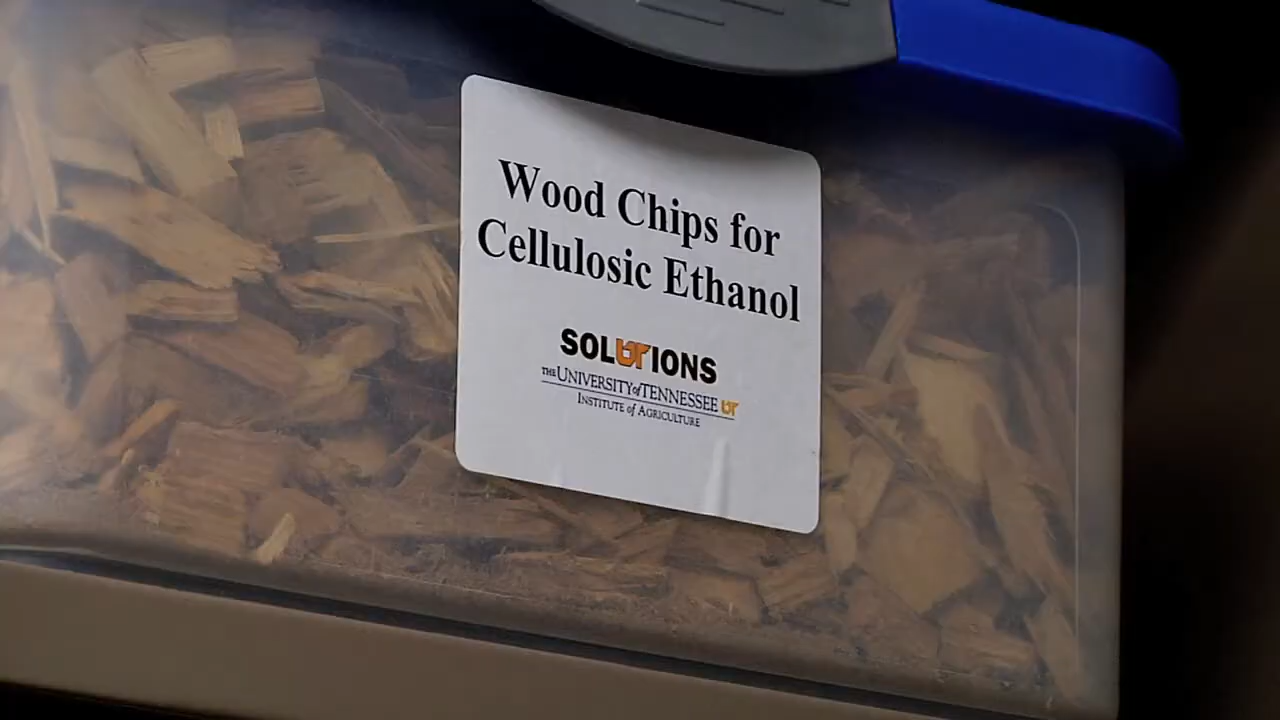 Wood Chips for
Cellulosic Ethanol
SOLUTIONS
THE UNIVERSITY of TENNESSEE UT
INSTITUTE of AGRICULTURE